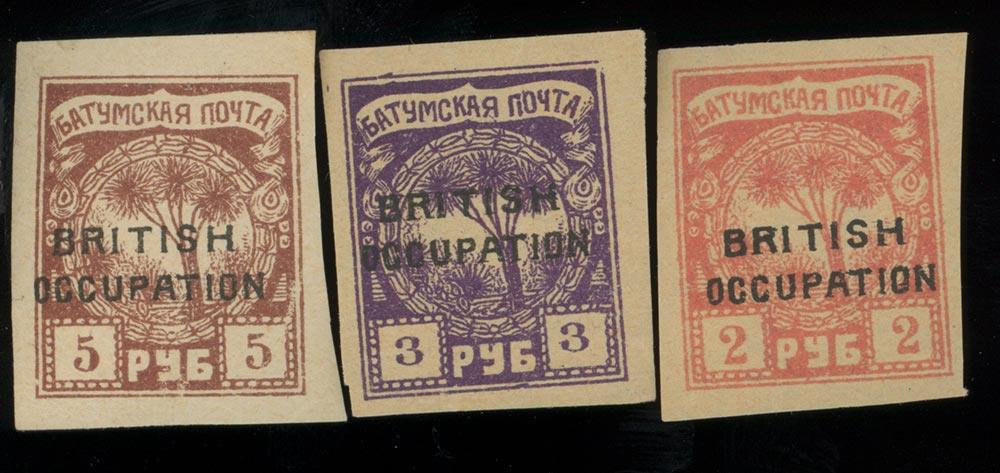 БАТУМСКАЯ ПОЧТА
BRITISH
OCCUPATION
5 РУБ 5
БАТУМСКАЯ ПОЧТА
BRITISH
OCCUPATION
3 РУБ 3
БАТУМСКАЯ ПОЧТА
BRITISH
OCCUPATION
2 РУБ 2